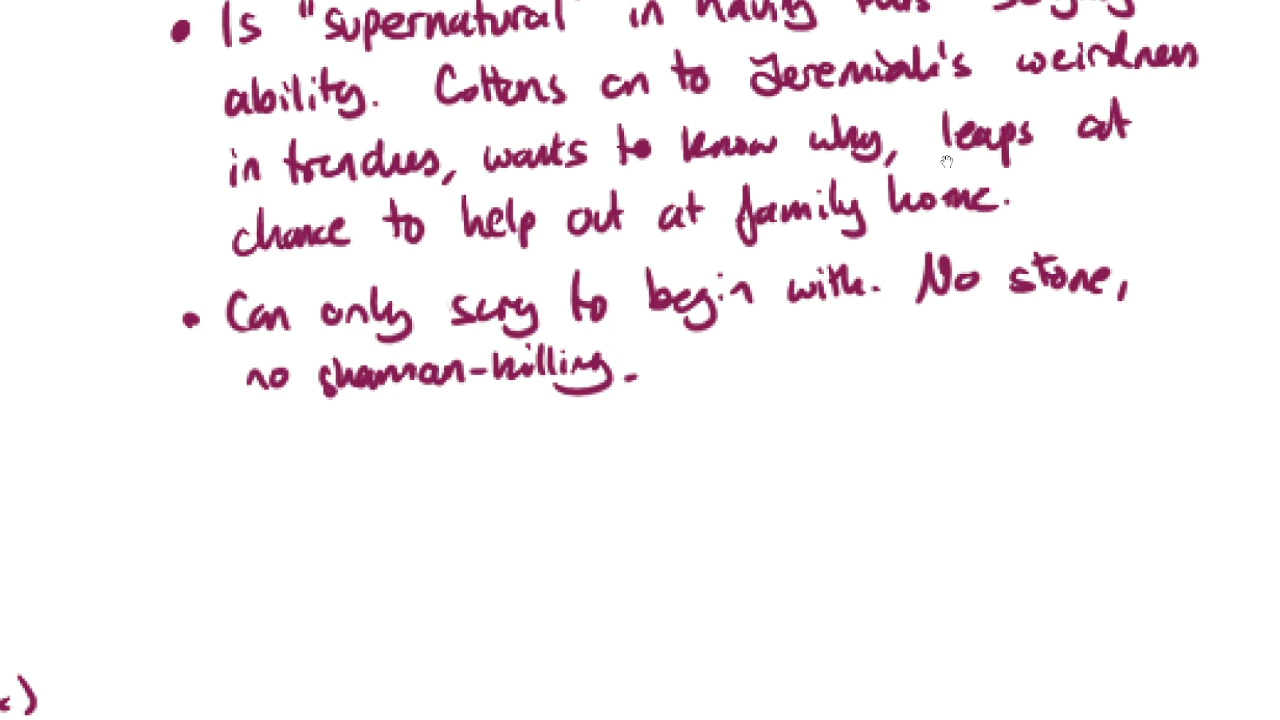 • Is "supernatural" in having this scrying
ability. Cottons on to Jeremiah's weirdness
in trenches, wants to know why, leaps at
chance to help out at family home.
• Can only scry to begin with. No stone,
no shaman-killing.